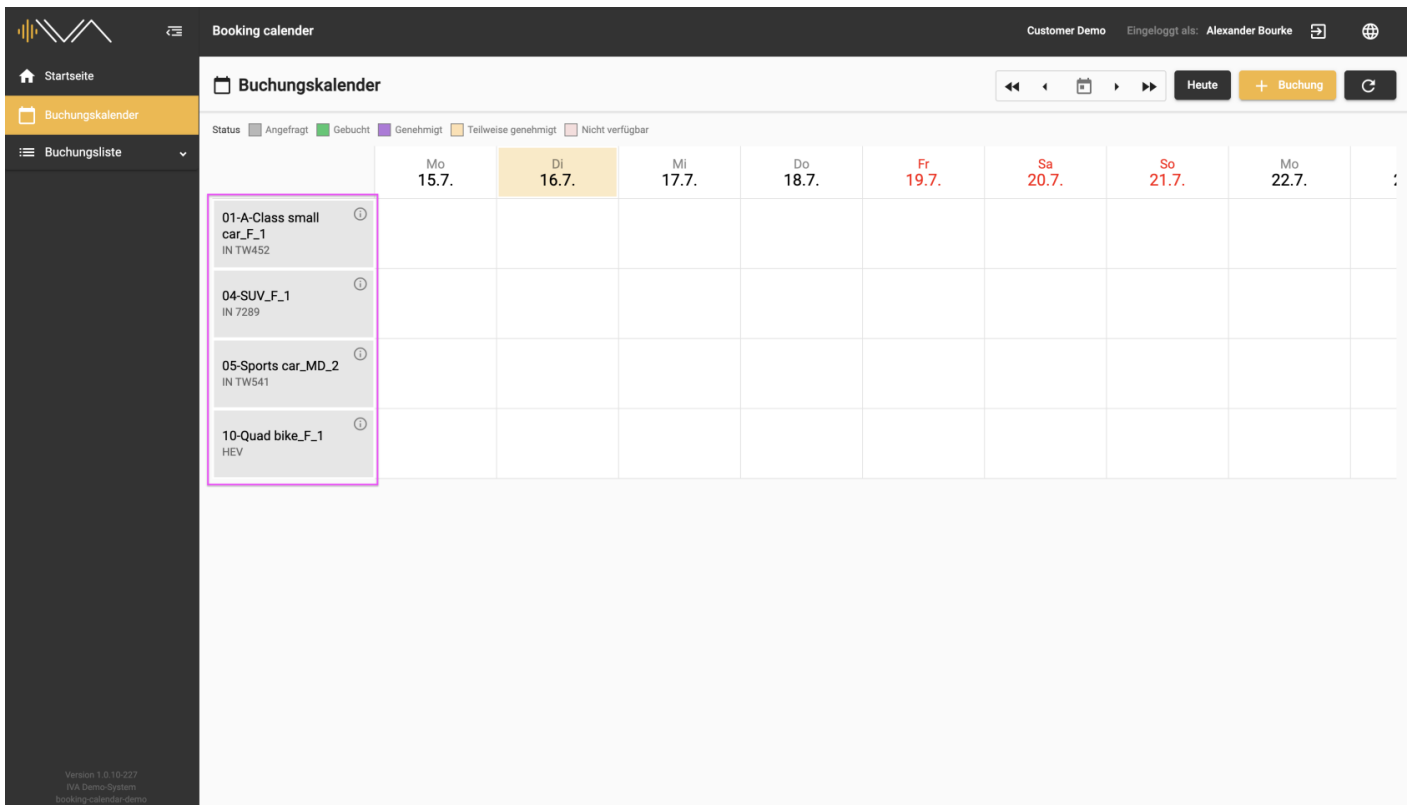 IVA
Booking calender
Customer Demo Eingeloggt als: Alexander Bourke
Startseite
Buchungskalender
Buchungsliste
Buchungskalender
Heute
+ Buchung
Status Angefragt Gebucht Genehmigt Teilweise genehmigt Nicht verfügbar
Mo Di Mi Do Fr Sa So Mo
15.7. 16.7. 17.7. 18.7. 19.7. 20.7. 21.7. 22.7.
01-A-Class small
car_F_1
IN TW452
04-SUV_F_1
IN 7289
05-Sports car_MD_2
IN TW541
10-Quad bike_F_1
HEV
Version 1.0.10-227
IVA Demo-System
booking-calendar-demo